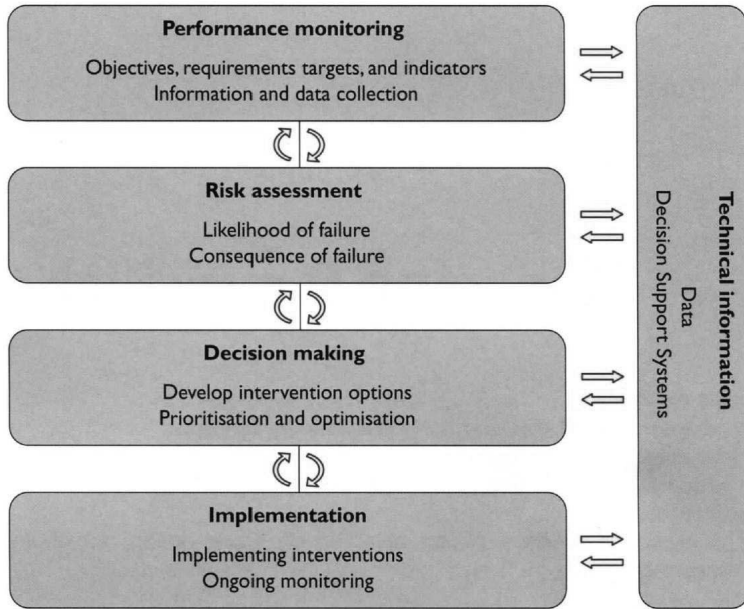 Performance monitoring
Objectives, requirements targets, and indicators
Information and data collection
Risk assessment
Likelihood of failure
Consequence of failure
Decision making
Develop intervention options
Prioritisation and optimisation
Implementation
Implementing interventions
Ongoing monitoring
Technical information
Data
Decision Support Systems